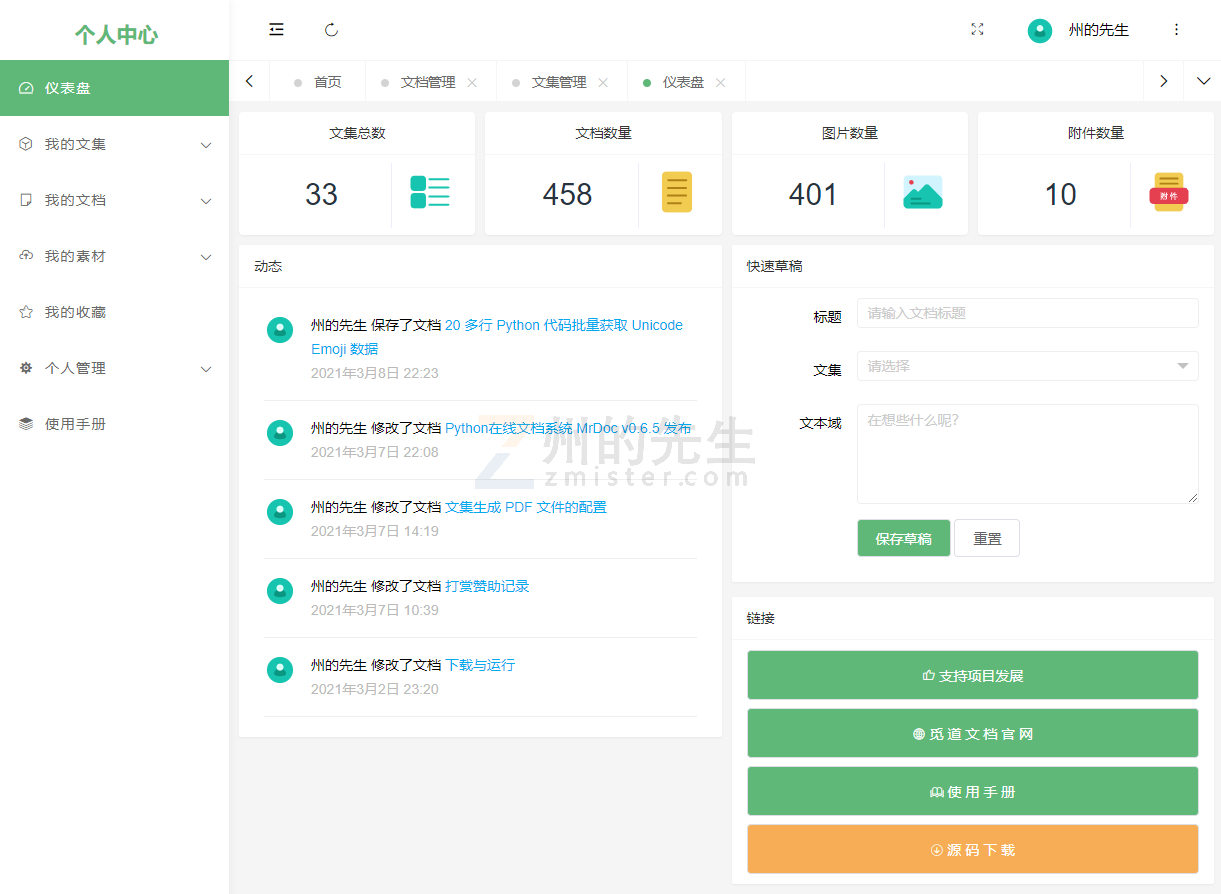 个人中心
仪表盘
我的文集
我的文档
我的素材
我的收藏
个人管理
使用手册
州的先生
首页
文档管理
文集管理
仪表盘
文集总数
33
文档数量
458
图片数量
401
附件数量
10
附件
动态
州的先生 保存了文档 20 多行 Python 代码批量获取 Unicode
Emoji 数据
2021年3月8日 22:23
州的先生 修改了文档 Python在线文档系统 MrDoc v0.6.5 发布
2021年3月7日 22:08
州的先生 修改了文档 文集生成 PDF 文件的配置
2021年3月7日 14:19
州的先生 修改了文档 打赏赞助记录
2021年3月7日 10:39
州的先生 修改了文档 下载与运行
2021年3月2日 23:20
州的先生
zmister.com
快速草稿
标题
请输入文档标题
文集
请选择
文本域
在想些什么呢?
保存草稿
重置
链接
支持项目发展
觅道文档官网
使用手册
源码下载